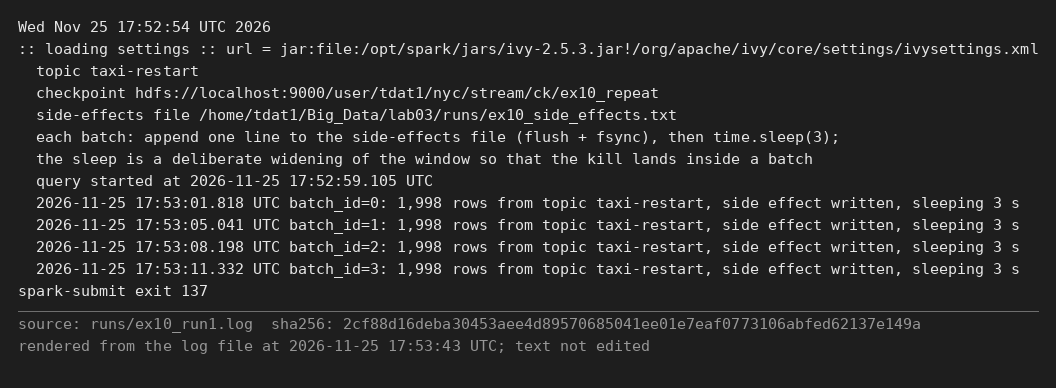 Wed Nov 25 17:52:54 UTC 2026
:: loading settings :: url = jar:file:/opt/spark/jars/ivy-2.5.3.jar!/org/apache/ivy/core/settings/ivysettings.xml
topic taxi-restart
checkpoint hdfs://localhost:9000/user/tdat1/nyc/stream/ck/ex10_repeat
side-effects file /home/tdat1/Big_Data/lab03/runs/ex10_side_effects.txt
each batch: append one line to the side-effects file (flush + fsync), then time.sleep(3);
the sleep is a deliberate widening of the window so that the kill lands inside a batch
query started at 2026-11-25 17:52:59.105 UTC
2026-11-25 17:53:01.818 UTC batch_id=0: 1,998 rows from topic taxi-restart, side effect written, sleeping 3 s
2026-11-25 17:53:05.041 UTC batch_id=1: 1,998 rows from topic taxi-restart, side effect written, sleeping 3 s
2026-11-25 17:53:08.198 UTC batch_id=2: 1,998 rows from topic taxi-restart, side effect written, sleeping 3 s
2026-11-25 17:53:11.332 UTC batch_id=3: 1,998 rows from topic taxi-restart, side effect written, sleeping 3 s
spark-submit exit 137
source: runs/ex10_run1.log  sha256: 2cf88d16deba30453aee4d89570685041ee01e7eaf0773106abfed62137e149a
rendered from the log file at 2026-11-25 17:53:43 UTC; text not edited